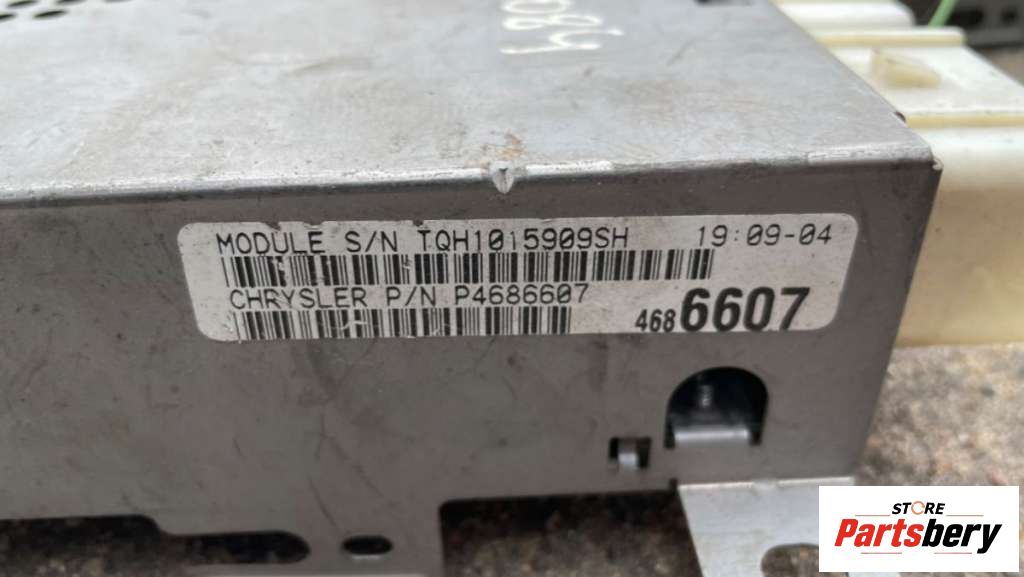 MODULE S/N TQH1015909SH 19:09-04
CHRYSLER P/N P4686607
4686607
STORE
Partsbery